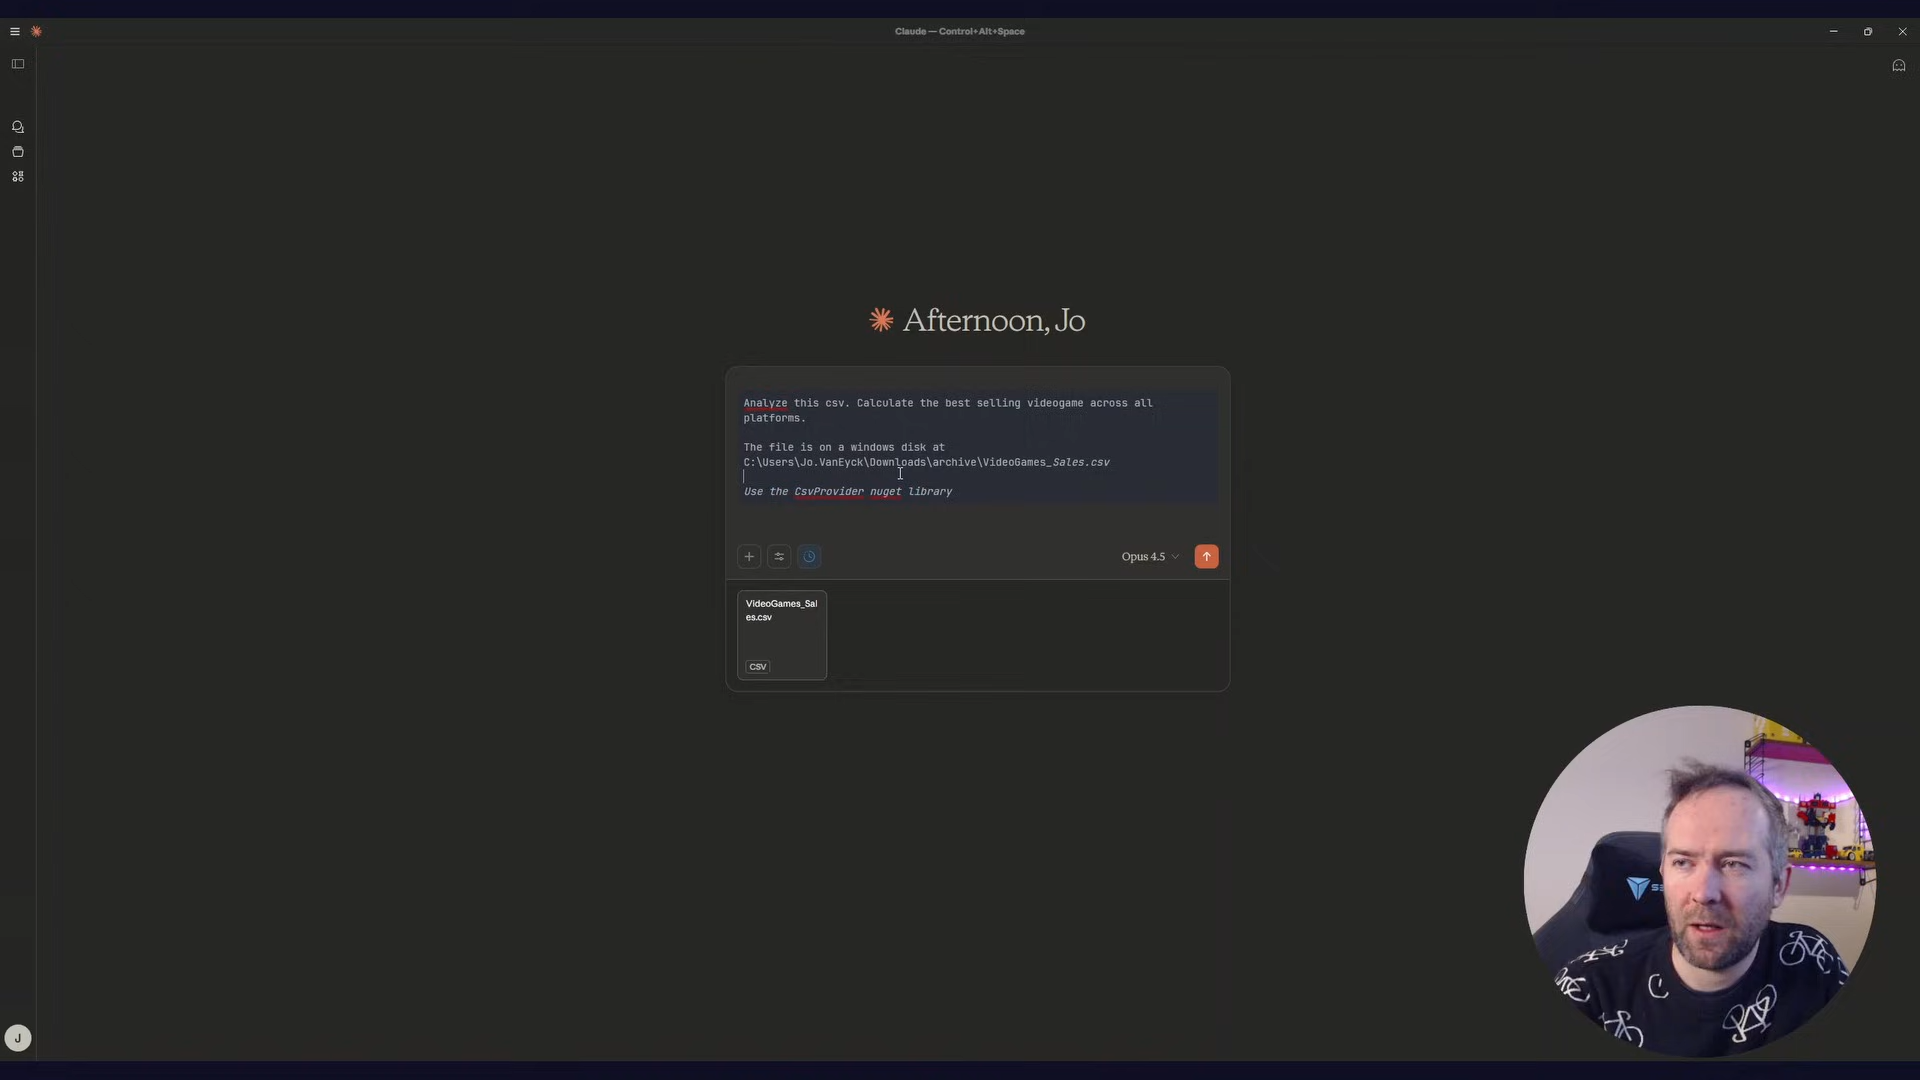 Claude — Control+Alt+Space
Afternoon, Jo
Analyze this csv. Calculate the best selling videogame across all
platforms.
The file is on a windows disk at
C:\Users\Jo.VanEyck\Downloads\archive\VideoGames_Sales.csv
Use the CsvProvider nuget library
Opus 4.5
VideoGames_Sal
es.csv
CSV
J